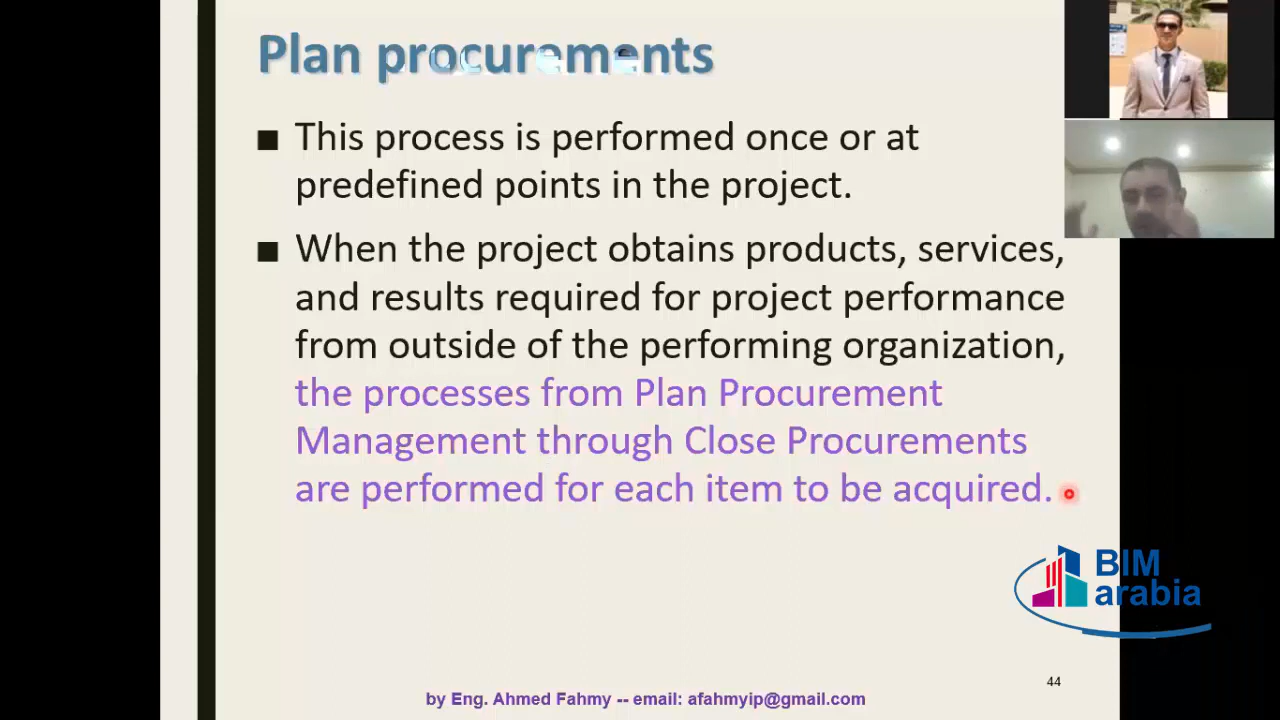 Plan procurements
■ This process is performed once or at
predefined points in the project.
■ When the project obtains products, services,
and results required for project performance
from outside of the performing organization,
the processes from Plan Procurement
Management through Close Procurements
are performed for each item to be acquired.
BIM
arabia
44
by Eng. Ahmed Fahmy -- email: afahmyip@gmail.com